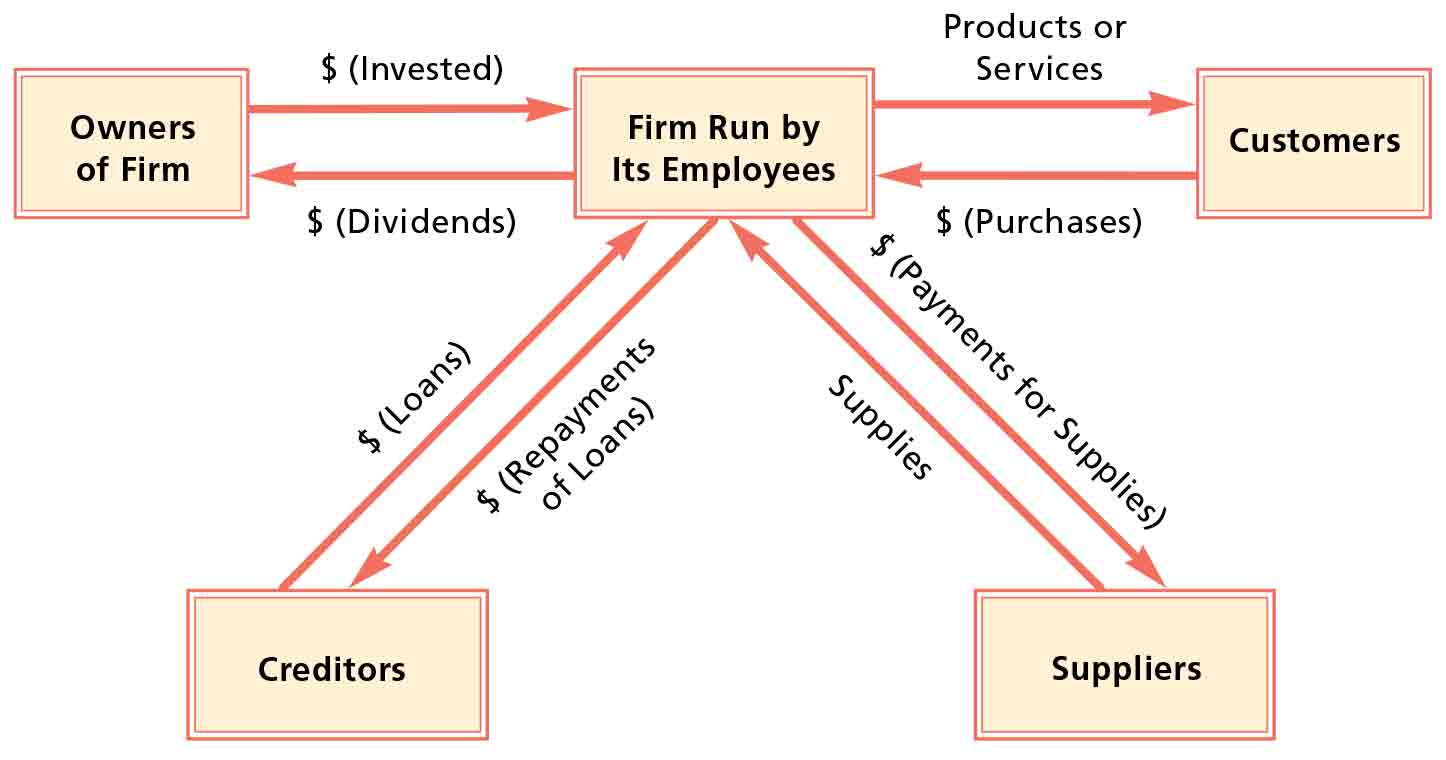 Products or
Services
$ (Invested)
Owners
of Firm
Firm Run by
Its Employees
Customers
$ (Dividends)
$ (Purchases)
$ (Loans)
$ (Repayments
of Loans)
Supplies
$ (Payments for Supplies)
Creditors
Suppliers